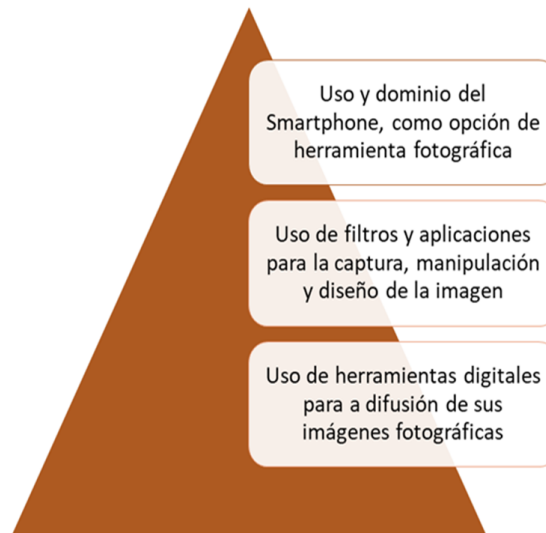 Uso y dominio del
Smartphone, como opción de
herramienta fotográfica
Uso de filtros y aplicaciones
para la captura, manipulación
y diseño de la imagen
Uso de herramientas digitales
para a difusión de sus
imágenes fotográficas